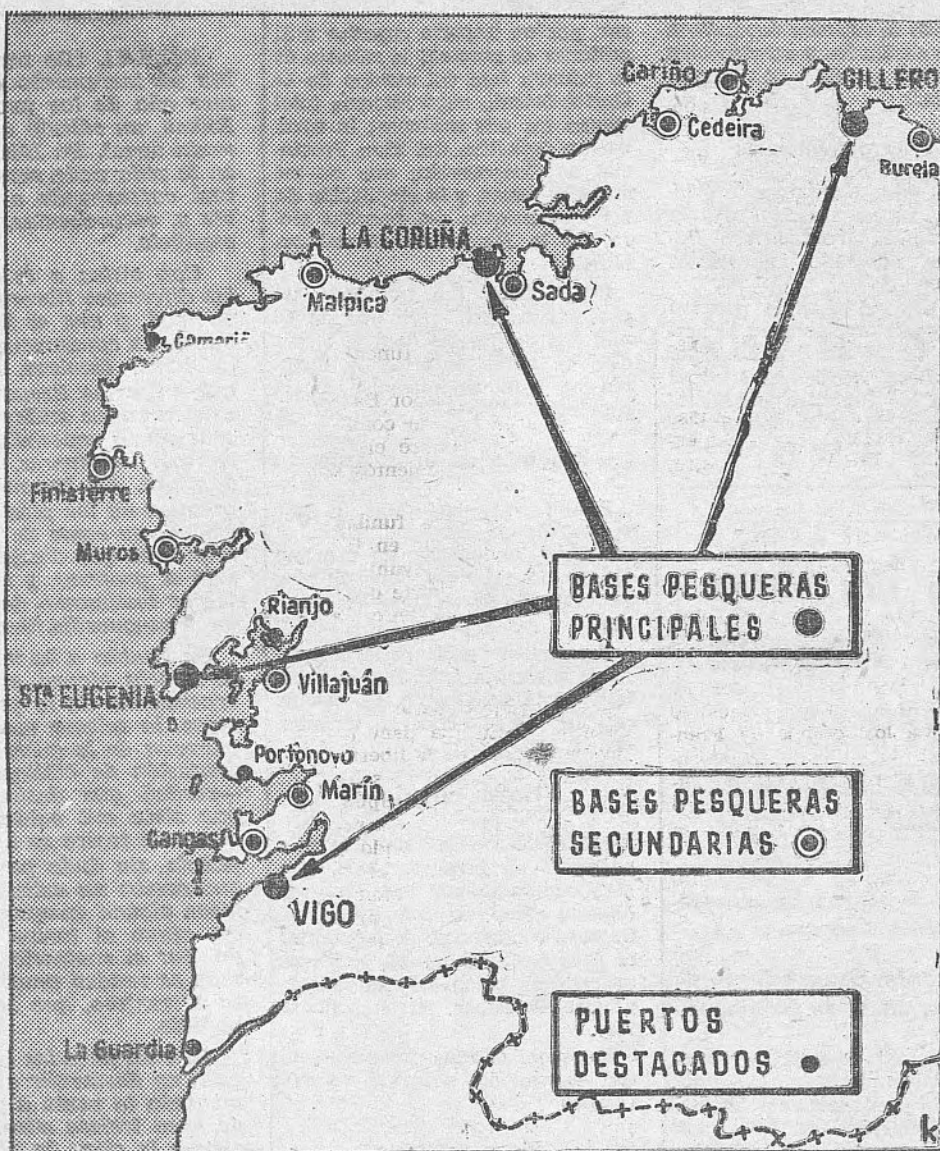 Cariño
CILLERO
Cedeira
Burela
LA CORUÑA
Sada
Malpica
Camariñ
Finisterre
Muros
BASES PESQUERAS
PRINCIPALES
Rianjo
STA EUGENIA
Villajuán
Portonovo
Marín
BASES PESQUERAS
SECUNDARIAS
Cangas
VIGO
PUERTOS
DESTACADOS
La Guardia